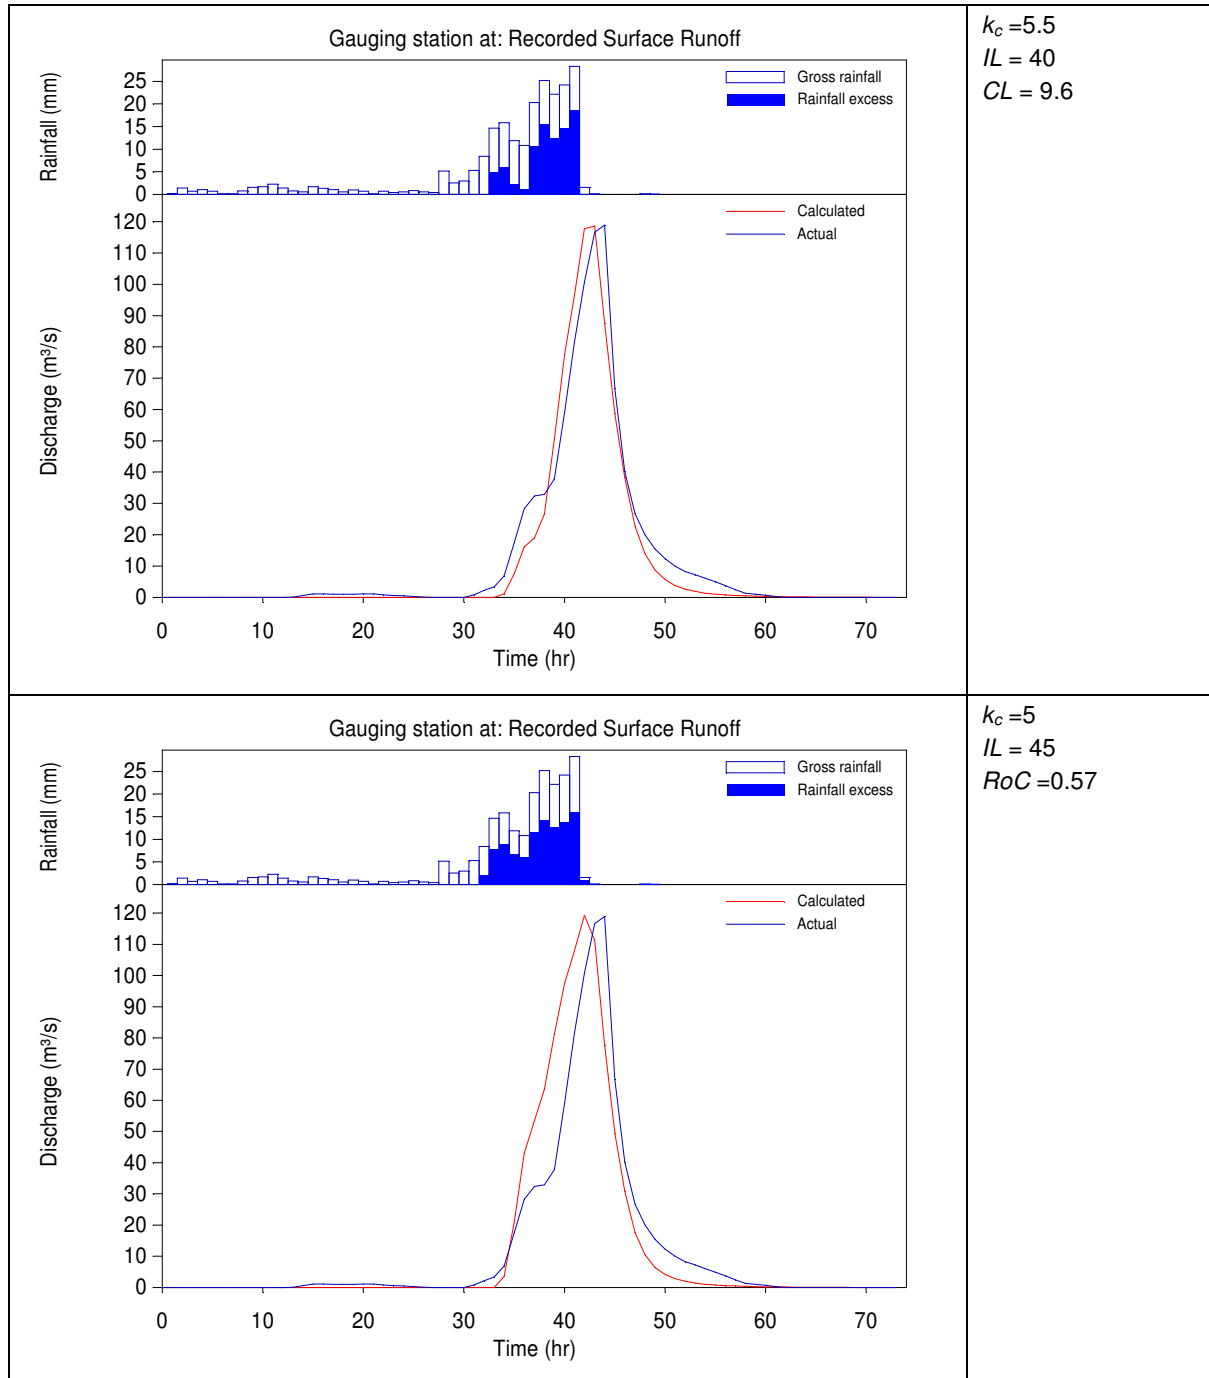 Gauging station at: Recorded Surface Runoff
Rainfall (mm)
25
20
15
10
5
0
Gross rainfall
Rainfall excess
Discharge (m³/s)
120
110
100
90
80
70
60
50
40
30
20
10
0
Calculated
Actual
0 10 20 30 40 50 60 70
Time (hr)
kc =5.5
IL = 40
CL = 9.6
Gauging station at: Recorded Surface Runoff
Rainfall (mm)
25
20
15
10
5
0
Gross rainfall
Rainfall excess
Discharge (m³/s)
120
110
100
90
80
70
60
50
40
30
20
10
0
Calculated
Actual
0 10 20 30 40 50 60 70
Time (hr)
kc =5
IL = 45
RoC =0.57